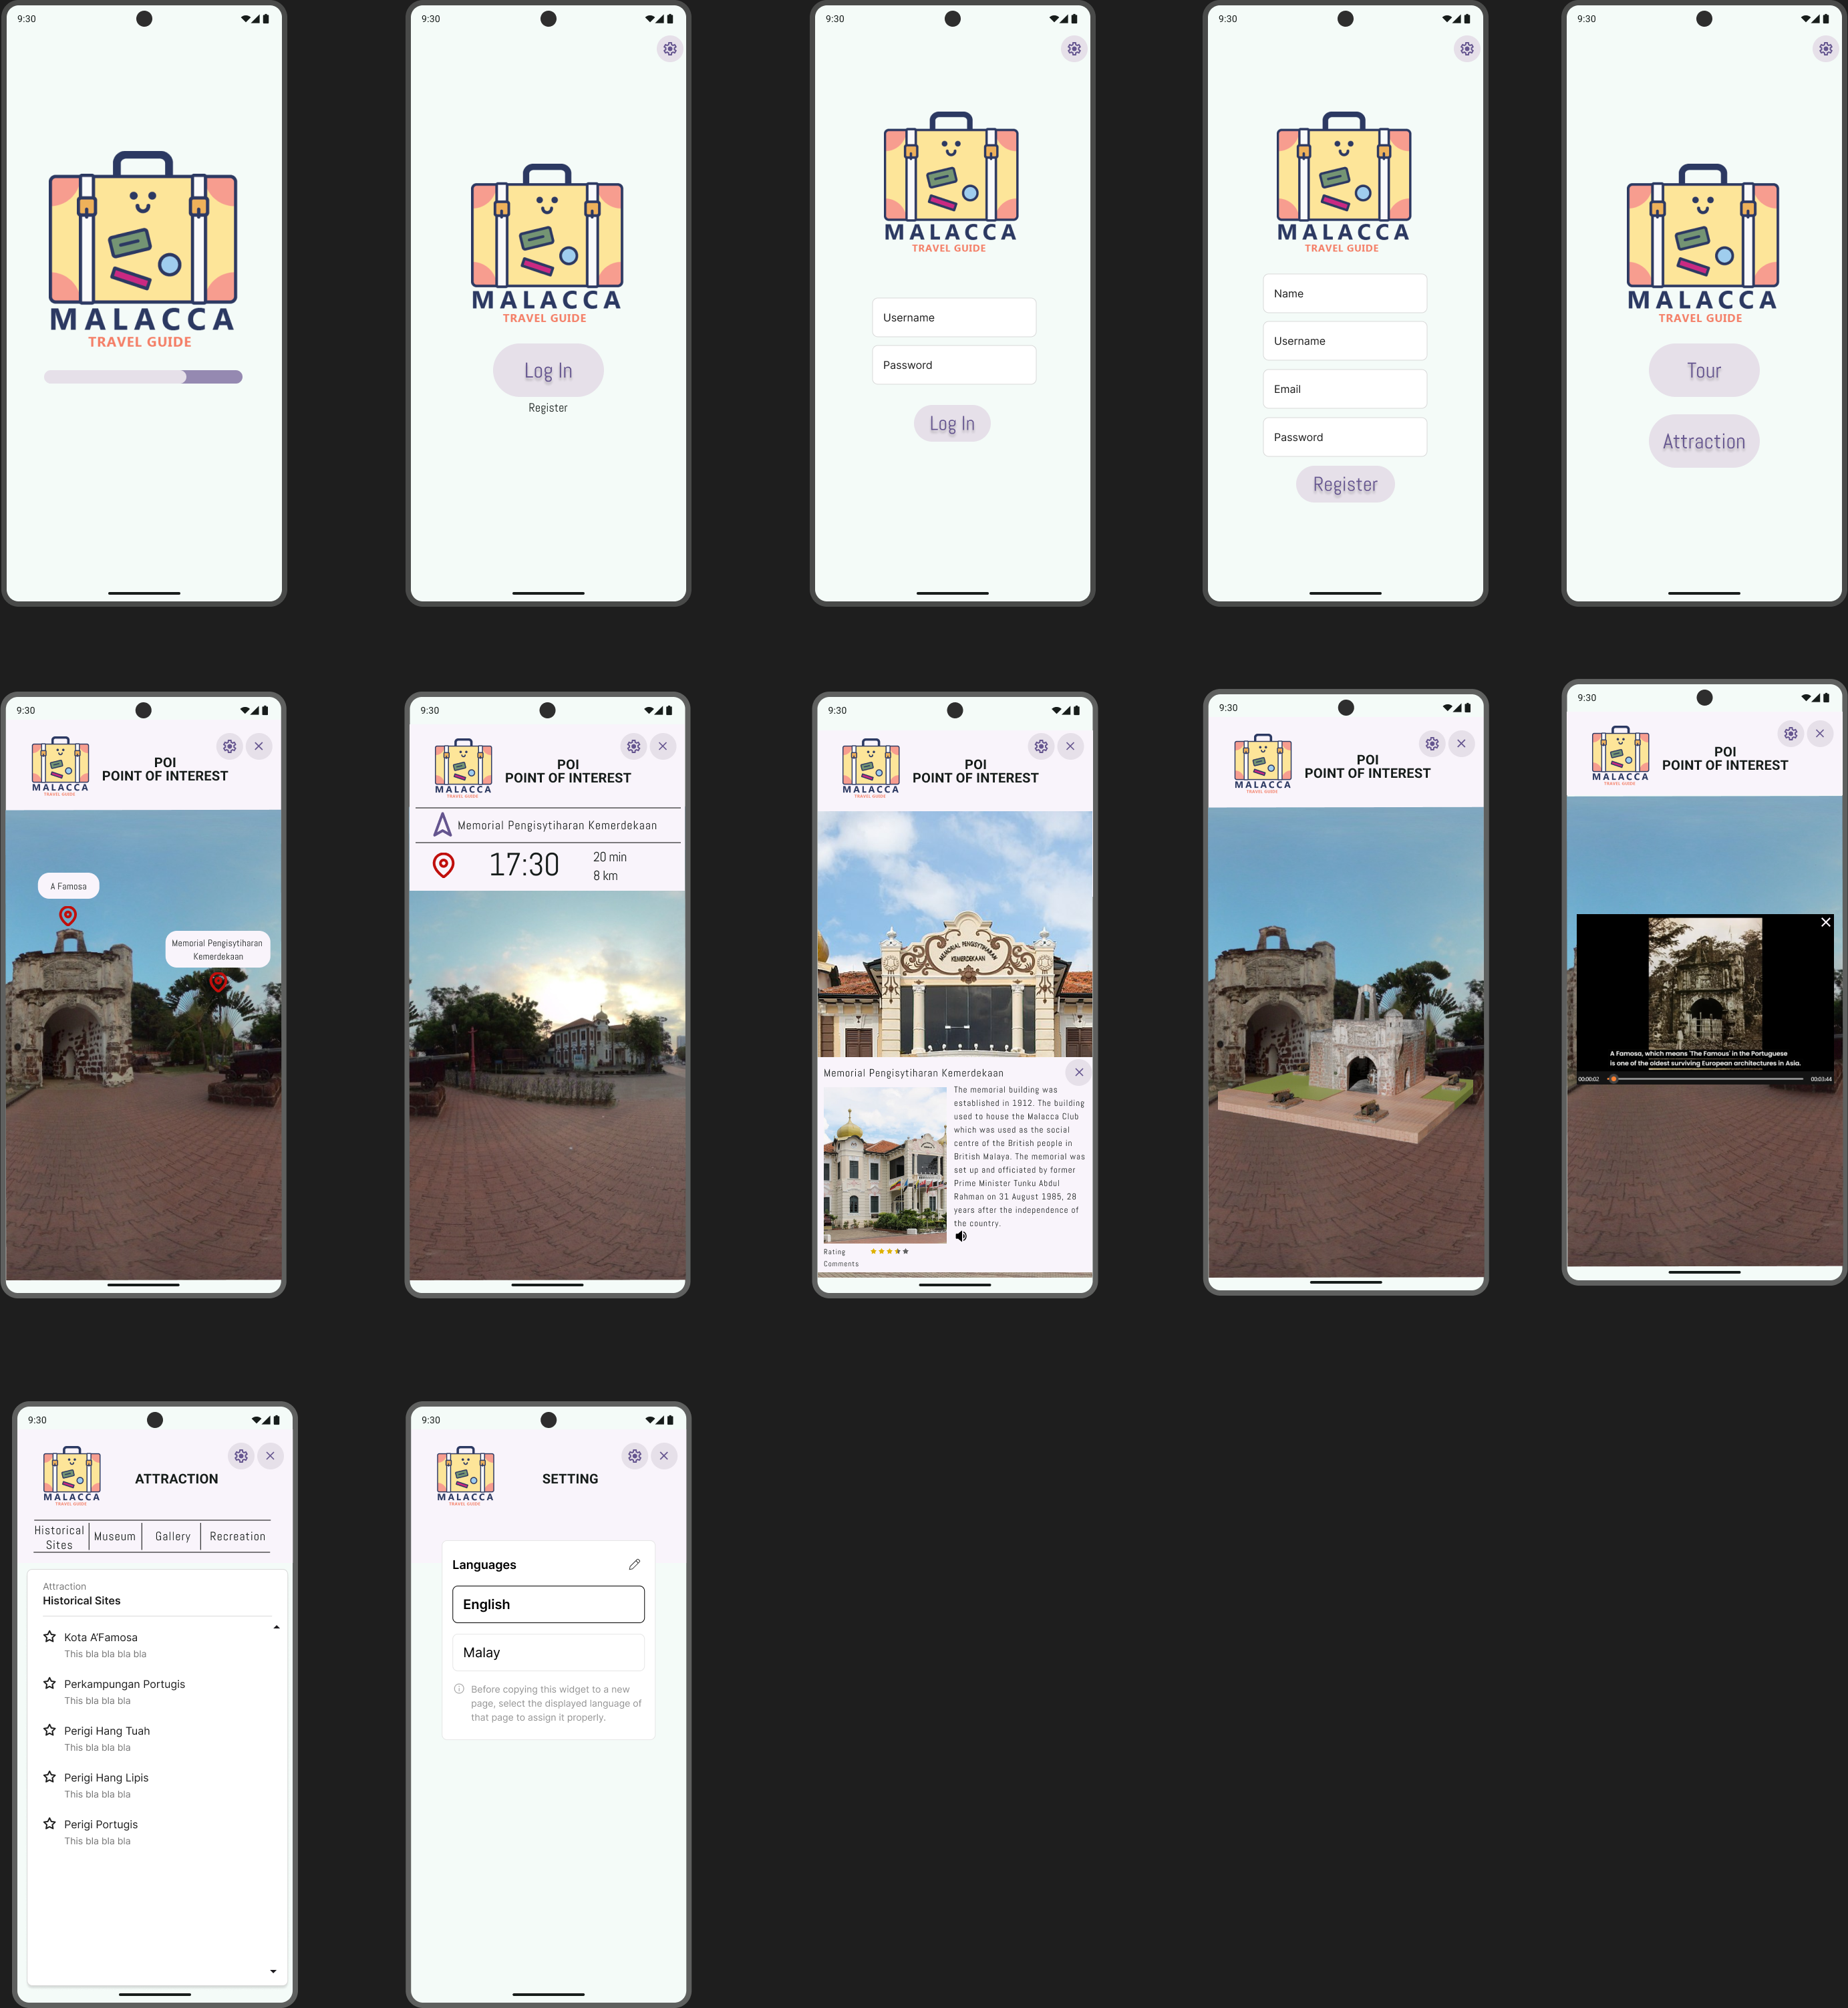 9:30
MALACCA
TRAVEL GUIDE
9:30
MALACCA
TRAVEL GUIDE
Log In
Register
9:30
MALACCA
TRAVEL GUIDE
Username
Password
Log In
9:30
MALACCA
TRAVEL GUIDE
Name
Username
Email
Password
Register
9:30
MALACCA
TRAVEL GUIDE
Tour
Attraction
9:30
MALACCA
TRAVEL GUIDE
POI
POINT OF INTEREST
A Famosa
Memorial Pengisytiharan
Kemerdekaan
9:30
MALACCA
TRAVEL GUIDE
POI
POINT OF INTEREST
Memorial Pengisytiharan Kemerdekaan
17:30
20 min
8 km
9:30
MALACCA
TRAVEL GUIDE
POI
POINT OF INTEREST
MEMORIAL PENGISYTIHARAN
KEMERDEKAAN
Memorial Pengisytiharan Kemerdekaan
The memorial building was
established in 1912. The building
used to house the Malacca Club
which was used as the social
centre of the British people in
British Malaya. The memorial was
set up and officiated by former
Prime Minister Tunku Abdul
Rahman on 31 August 1985, 28
years after the independence of
the country.
Rating
Comments
9:30
MALACCA
TRAVEL GUIDE
POI
POINT OF INTEREST
9:30
MALACCA
TRAVEL GUIDE
POI
POINT OF INTEREST
A Famosa, which means 'The Famous' in the Portuguese
is one of the oldest surviving European architectures in Asia.
00:00:02
00:03:44
9:30
MALACCA
TRAVEL GUIDE
ATTRACTION
Historical
Sites
Museum
Gallery
Recreation
Attraction
Historical Sites
Kota A'Famosa
This bla bla bla bla
Perkampungan Portugis
This bla bla bla
Perigi Hang Tuah
This bla bla bla
Perigi Hang Lipis
This bla bla bla
Perigi Portugis
This bla bla bla
9:30
MALACCA
TRAVEL GUIDE
SETTING
Languages
English
Malay
Before copying this widget to a new
page, select the displayed language of
that page to assign it properly.